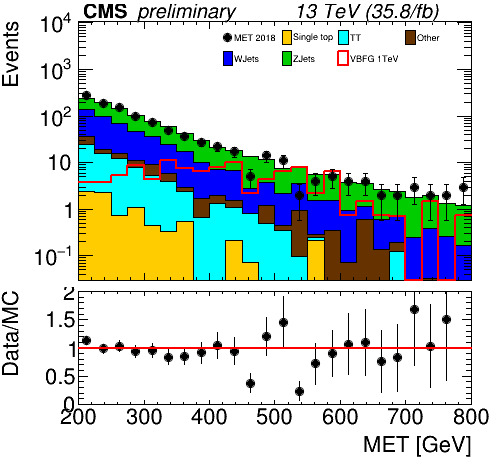 CMS preliminary 13 TeV (35.8/fb)
Events
10⁴
10³
10²
10
1
10⁻¹
MET 2018 Single top TT Other
WJets ZJets VBFG 1TeV
Data/MC
2
1.5
1
0.5
0
200 300 400 500 600 700 800
MET [GeV]